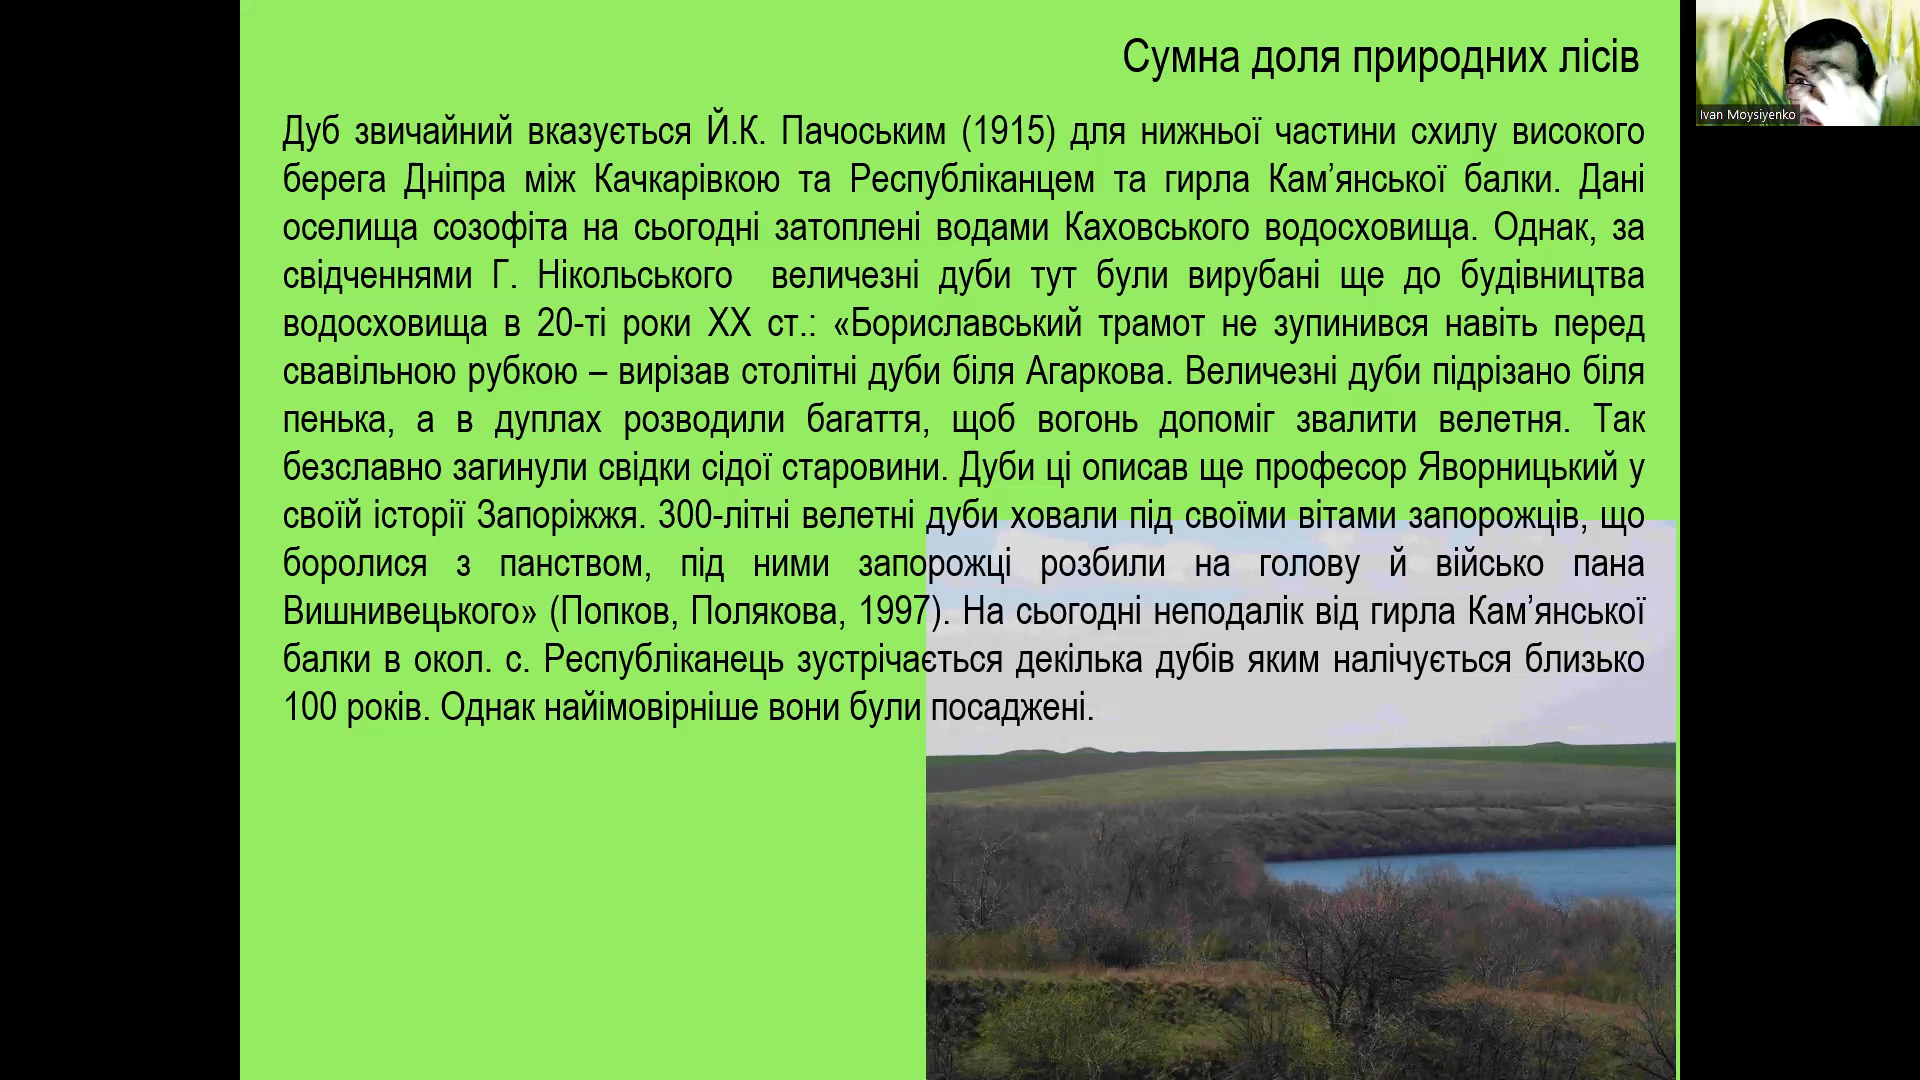 Сумна доля природних лісів
Дуб звичайний вказується Й.К. Пачоським (1915) для нижньої частини схилу високого
берега Дніпра між Качкарівкою та Республіканцем та гирла Кам’янської балки. Дані
оселища созофіта на сьогодні затоплені водами Каховського водосховища. Однак, за
свідченнями Г. Нікольського величезні дуби тут були вирубані ще до будівництва
водосховища в 20-ті роки ХХ ст.: «Бориславський трамот не зупинився навіть перед
свавільною рубкою – вирізав столітні дуби біля Агаркова. Величезні дуби підрізано біля
пенька, а в дуплах розводили багаття, щоб вогонь допоміг звалити велетня. Так
безславно загинули свідки сідої старовини. Дуби ці описав ще професор Яворницький у
своїй історії Запоріжжя. 300-літні велетні дуби ховали під своїми вітами запорожців, що
боролися з панством, під ними запорожці розбили на голову й військо пана
Вишнивецького» (Попков, Полякова, 1997). На сьогодні неподалік від гирла Кам’янської
балки в окол. с. Республіканець зустрічається декілька дубів яким налічується близько
100 років. Однак найімовірніше вони були посаджені.
Ivan Moysiyenko